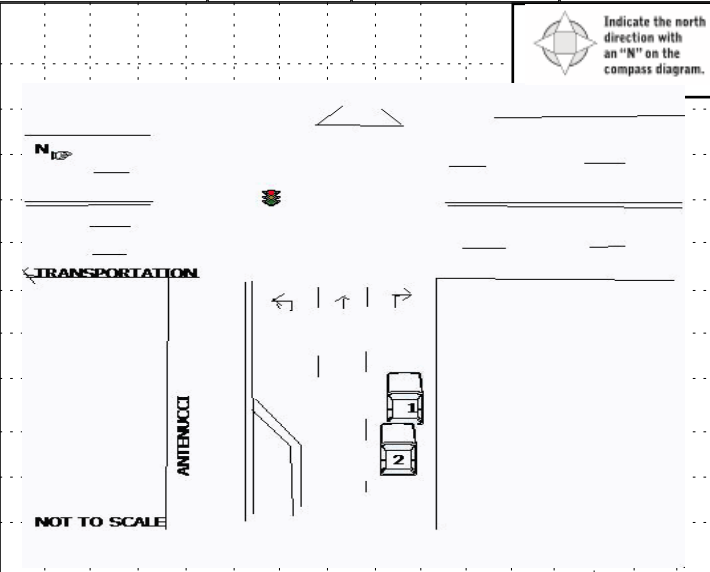 Indicate the north
direction with
an “N” on the
compass diagram.
N
TRANSPORTATION
ANTENUCCI
1
2
NOT TO SCALE